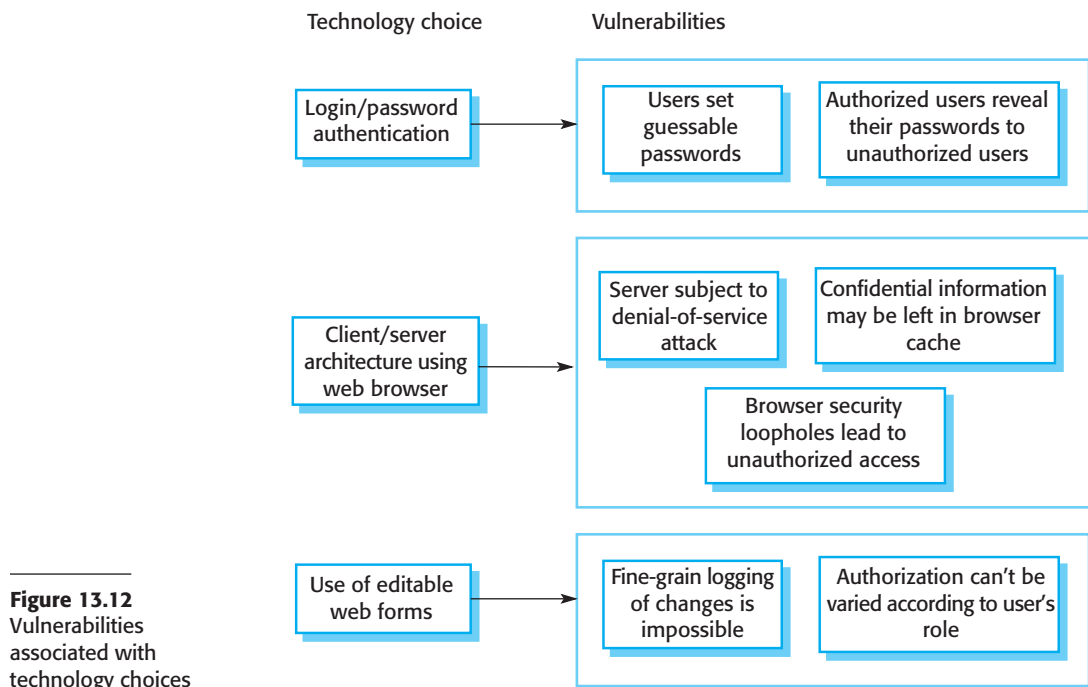 Technology choice
Vulnerabilities
Login/password
authentication
Users set
guessable
passwords
Authorized users reveal
their passwords to
unauthorized users
Client/server
architecture using
web browser
Server subject to
denial-of-service
attack
Confidential information
may be left in browser
cache
Browser security
loopholes lead to
unauthorized access
Use of editable
web forms
Fine-grain logging
of changes is
impossible
Authorization can't be
varied according to user's
role
Figure 13.12
Vulnerabilities
associated with
technology choices